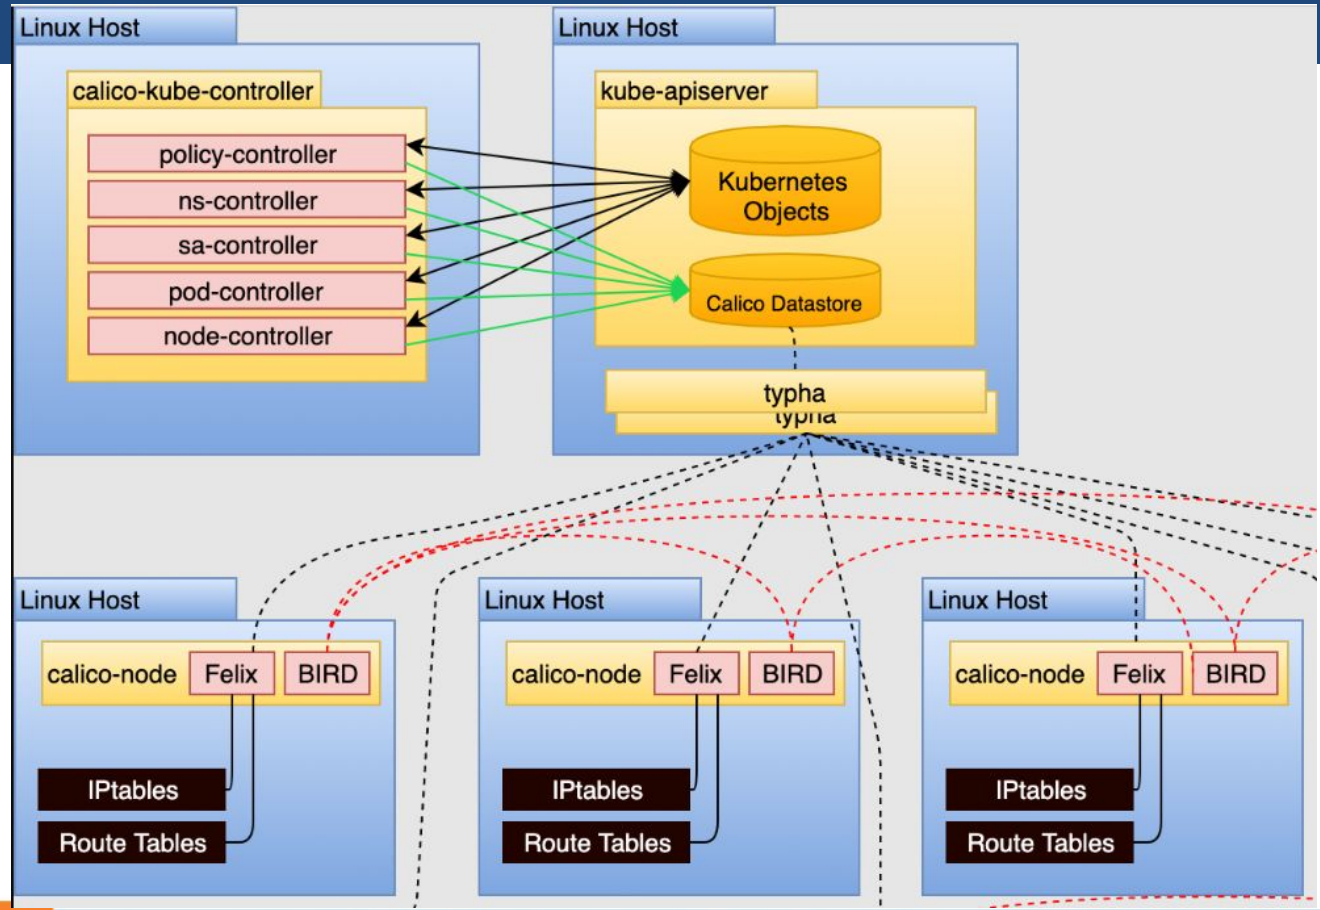 Linux Host
calico-kube-controller
policy-controller
ns-controller
sa-controller
pod-controller
node-controller
Linux Host
kube-apiserver
Kubernetes
Objects
Calico Datastore
typha
typha
Linux Host
calico-node
Felix
BIRD
IPtables
Route Tables
Linux Host
calico-node
Felix
BIRD
IPtables
Route Tables
Linux Host
calico-node
Felix
BIRD
IPtables
Route Tables